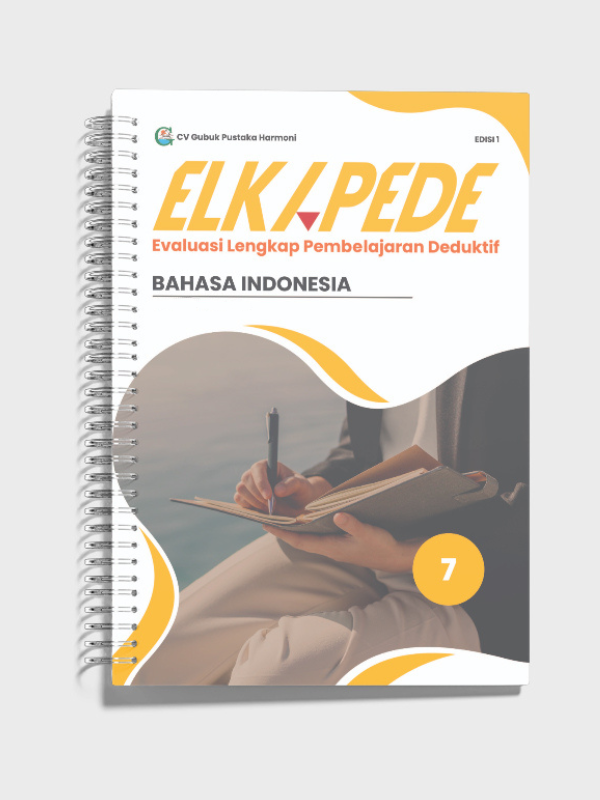 CV Gubuk Pustaka Harmoni
EDISI 1
ELKAPEDE
Evaluasi Lengkap Pembelajaran Deduktif
BAHASA INDONESIA
7